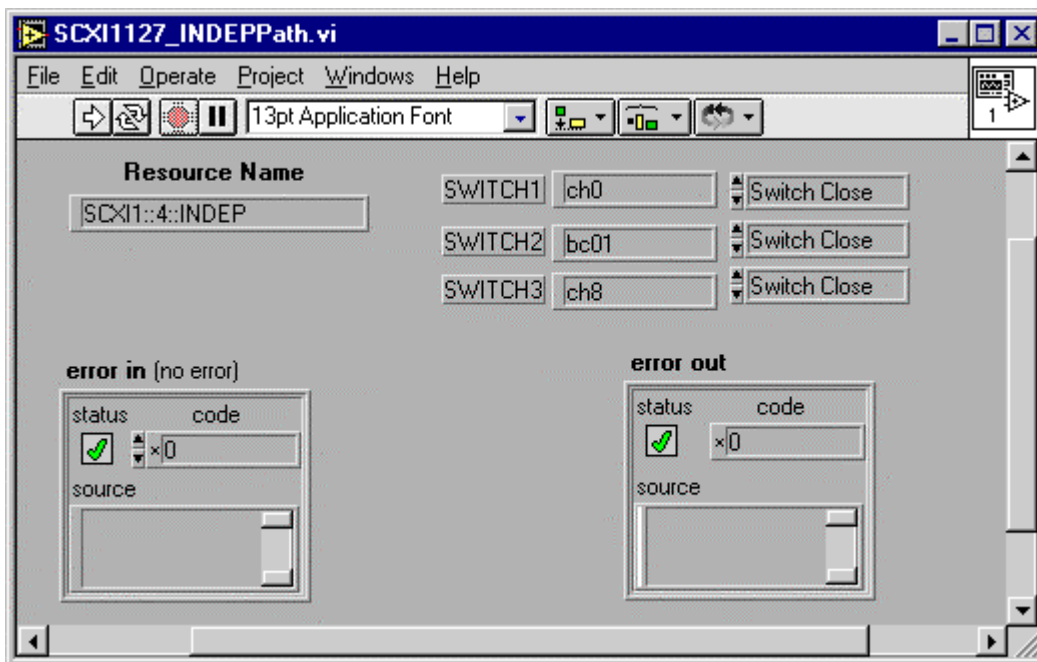 SCXI1127_INDEPPath.vi
File Edit Operate Project Windows Help
13pt Application Font
1
Resource Name
SCXI1::4::INDEP
SWITCH1 ch0 Switch Close
SWITCH2 bc01 Switch Close
SWITCH3 ch8 Switch Close
error in (no error)
status code
×0
source
error out
status code
×0
source